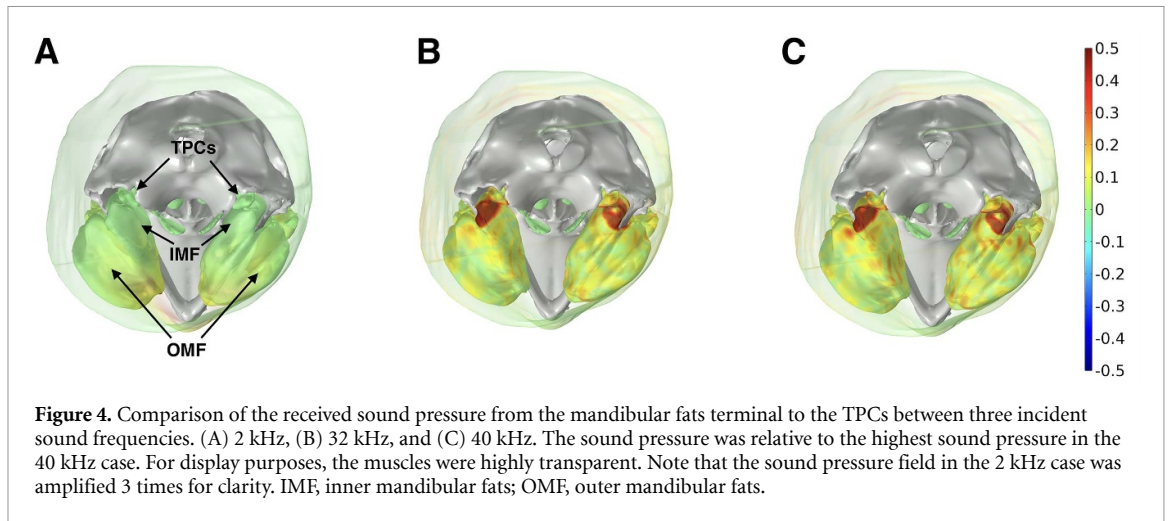 A
B
C
TPCs
IMF
OMF
0.5
0.4
0.3
0.2
0.1
0
-0.1
-0.2
-0.3
-0.4
-0.5
Figure 4. Comparison of the received sound pressure from the mandibular fats terminal to the TPCs between three incident
sound frequencies. (A) 2 kHz, (B) 32 kHz, and (C) 40 kHz. The sound pressure was relative to the highest sound pressure in the
40 kHz case. For display purposes, the muscles were highly transparent. Note that the sound pressure field in the 2 kHz case was
amplified 3 times for clarity. IMF, inner mandibular fats; OMF, outer mandibular fats.